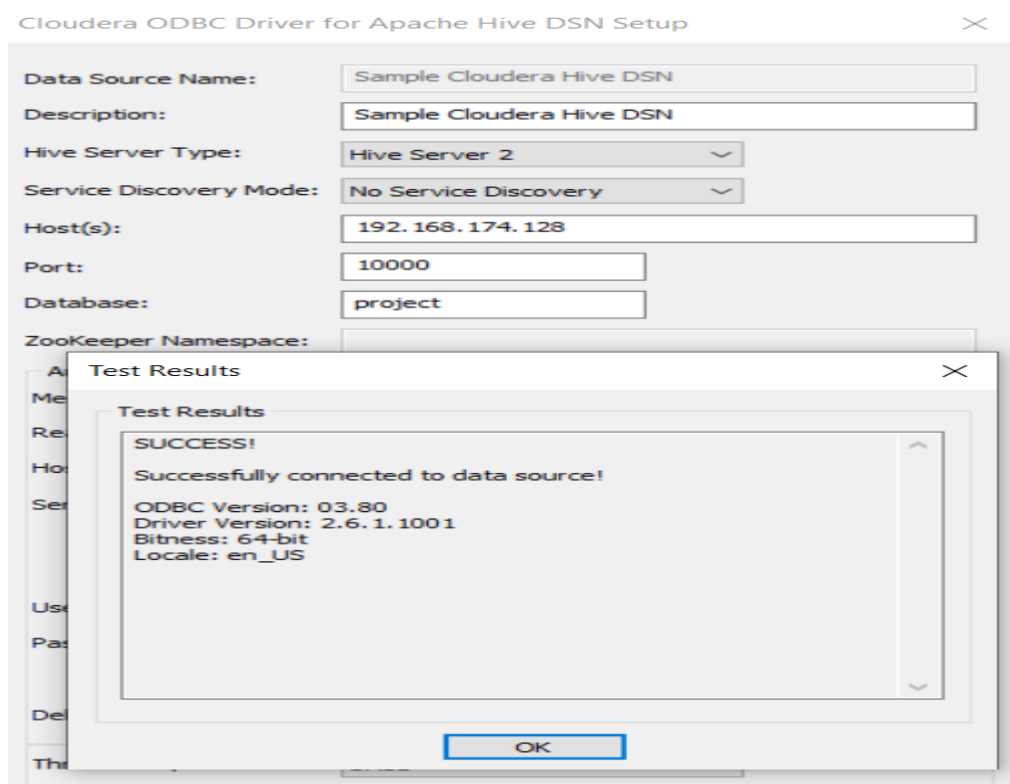 Cloudera ODBC Driver for Apache Hive DSN Setup
Data Source Name: Sample Cloudera Hive DSN
Description: Sample Cloudera Hive DSN
Hive Server Type: Hive Server 2
Service Discovery Mode: No Service Discovery
Host(s): 192.168.174.128
Port: 10000
Database: project
ZooKeeper Namespace:
Test Results
Test Results
SUCCESS!
Successfully connected to data source!
ODBC Version: 03.80
Driver Version: 2.6.1.1001
Bitness: 64-bit
Locale: en_US
OK